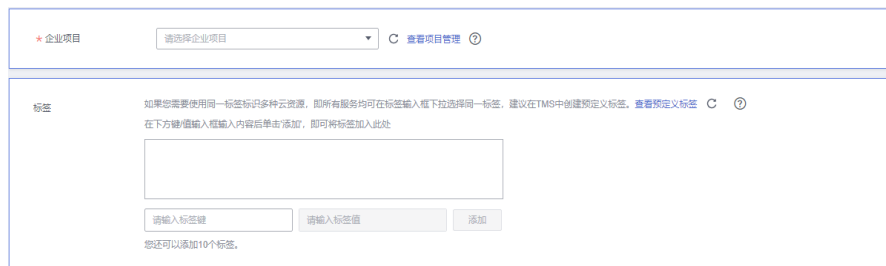 * 企业项目 请选择企业项目 查看项目管理 ?
标签 如果您需要使用同一标签标识多种云资源，即所有服务均可在标签输入框下拉选择同一标签，建议在TMS中创建预定义标签。查看预定义标签 ?
在下方键/值输入框输入内容后单击'添加'，即可将标签加入此处
请输入标签键 请输入标签值 添加
您还可以添加10个标签。